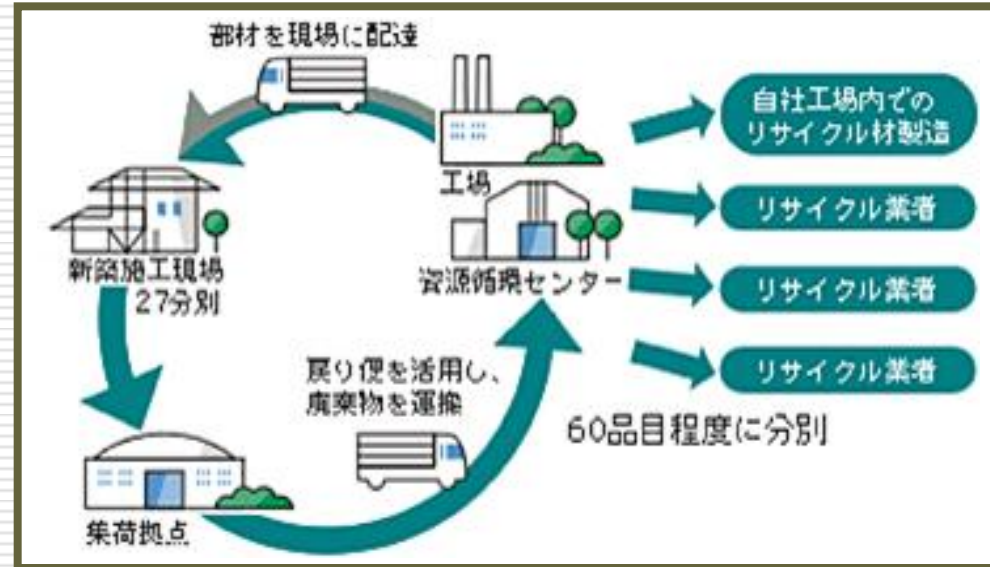 部材を現場に配達
工場
新築施工現場
27分別
資源循環センター
戻り便を活用し、
廃棄物を運搬
集荷拠点
自社工場内での
リサイクル材製造
リサイクル業者
リサイクル業者
リサイクル業者
60品目程度に分別